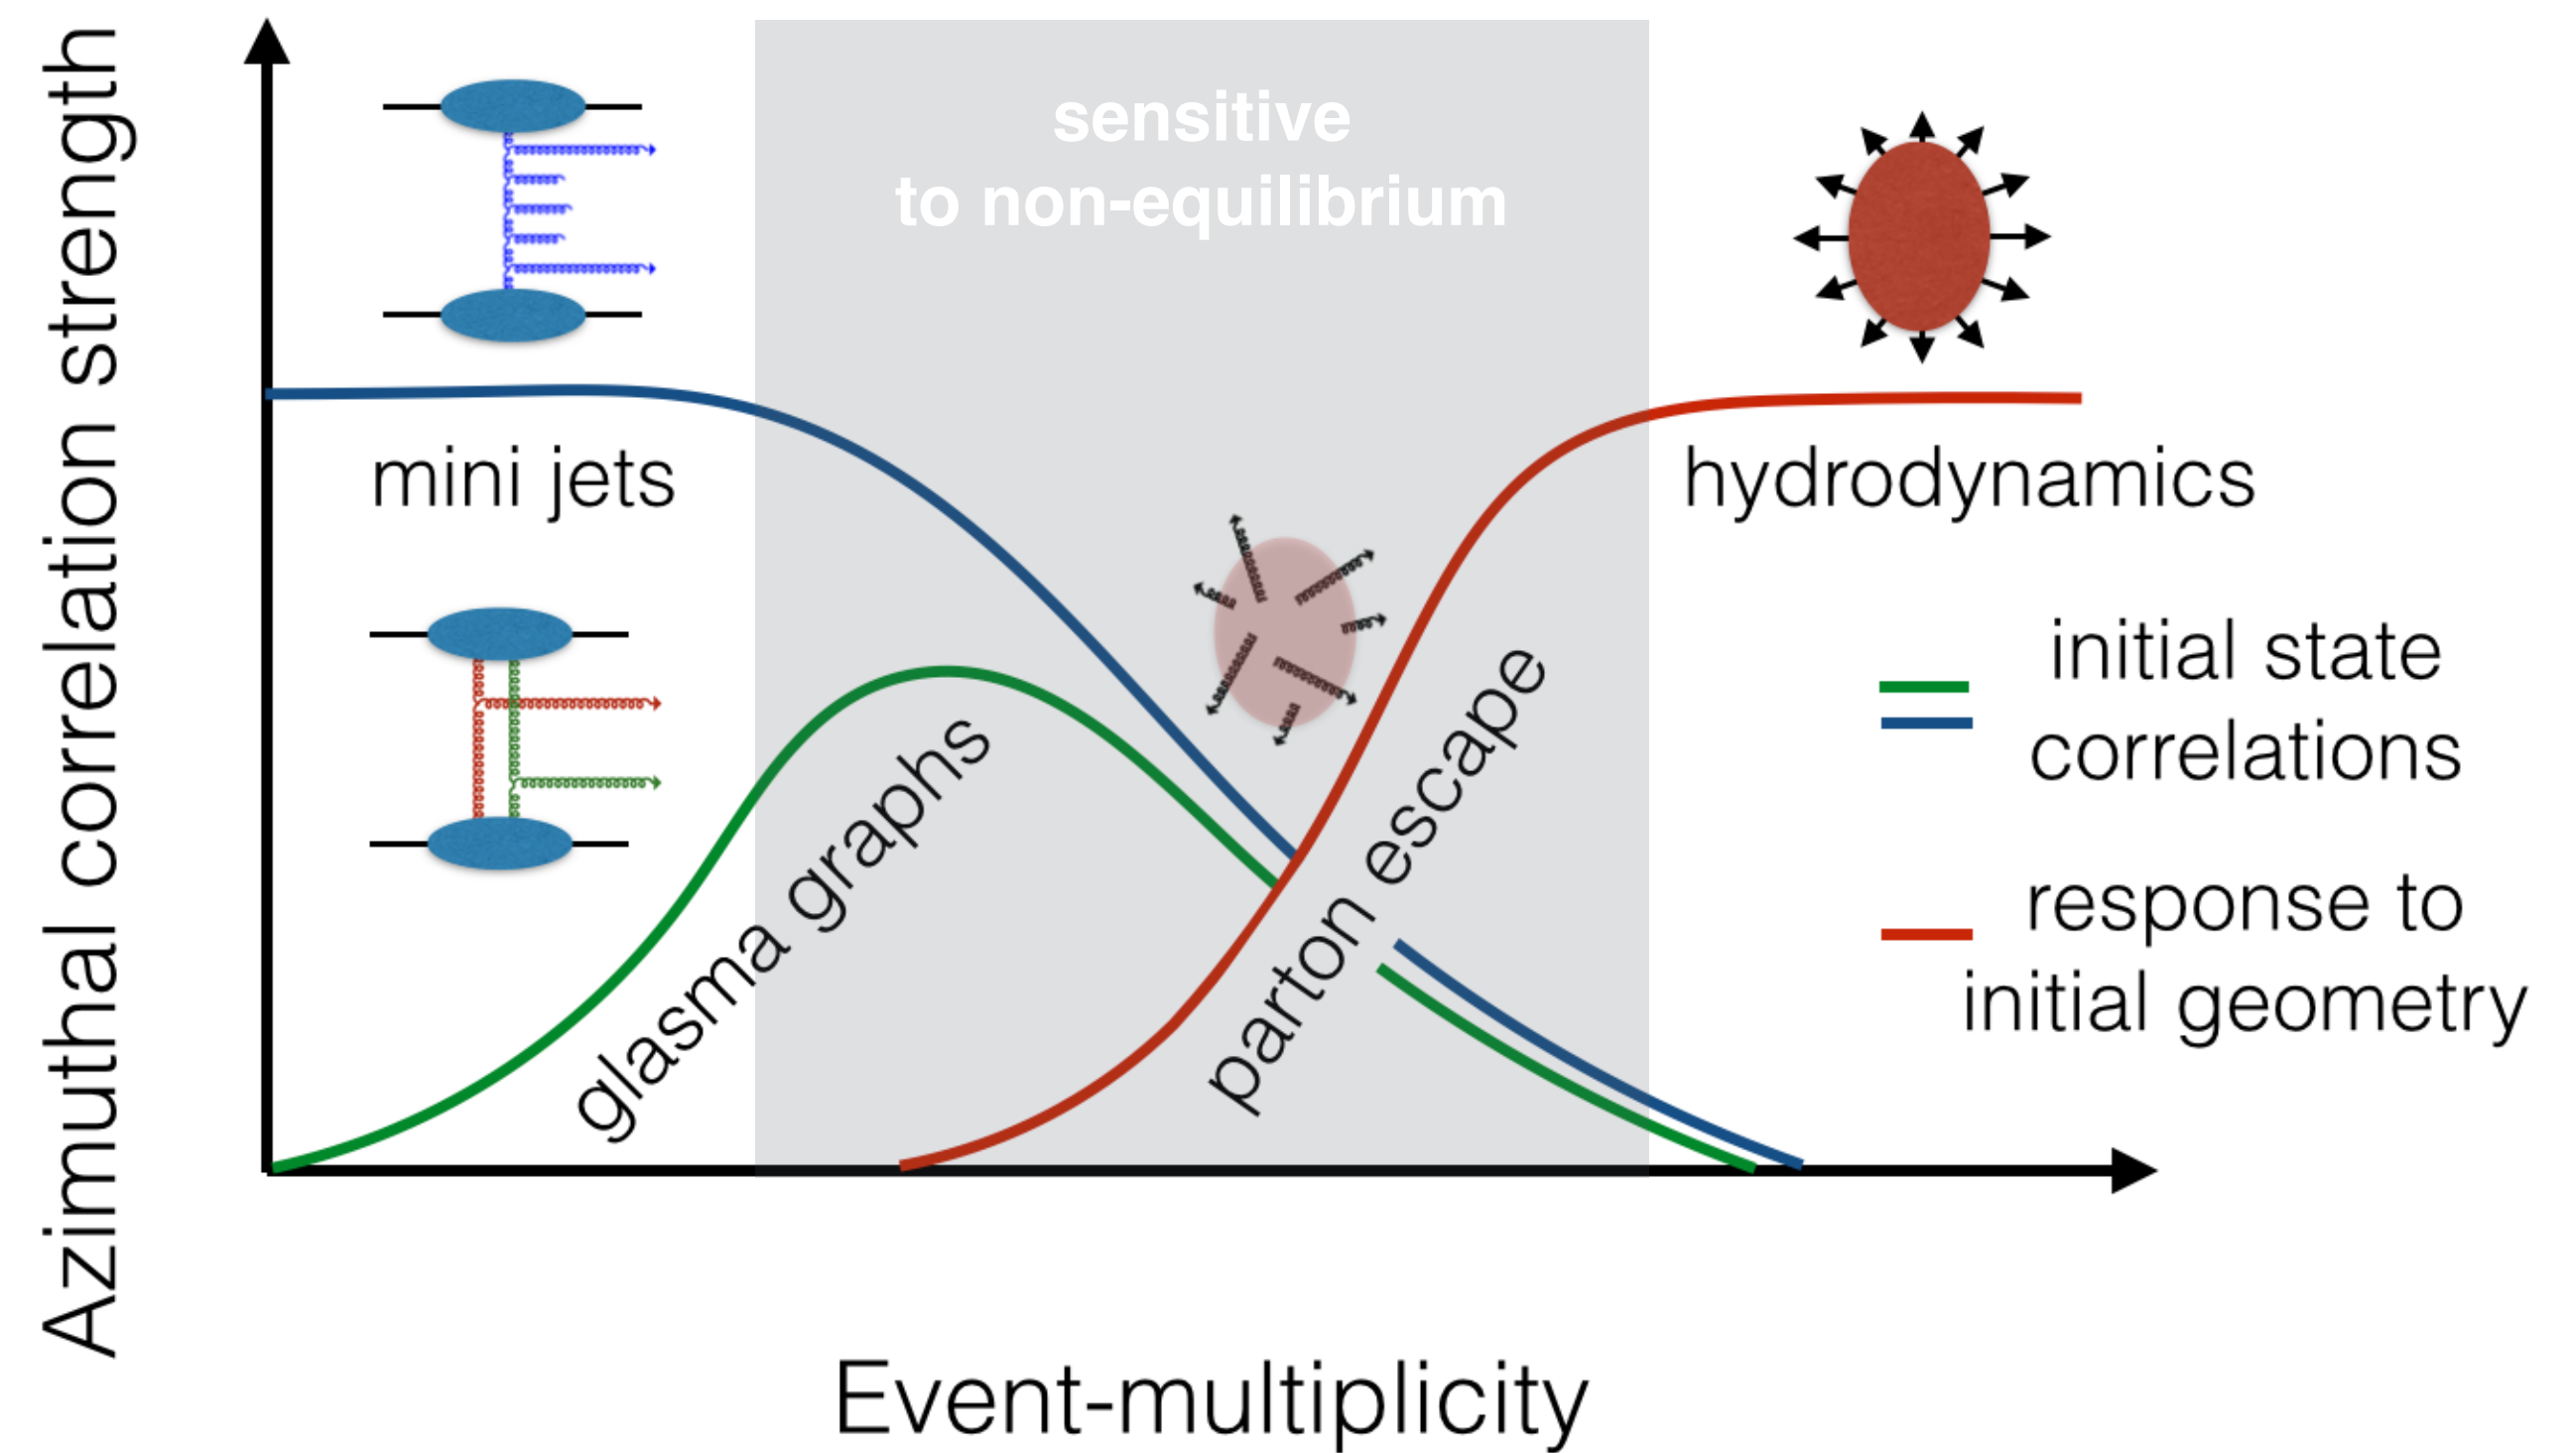 Azimuthal correlation strength
sensitive
to non-equilibrium
mini jets
hydrodynamics
glasma graphs
parton escape
initial state
correlations
response to
initial geometry
Event-multiplicity